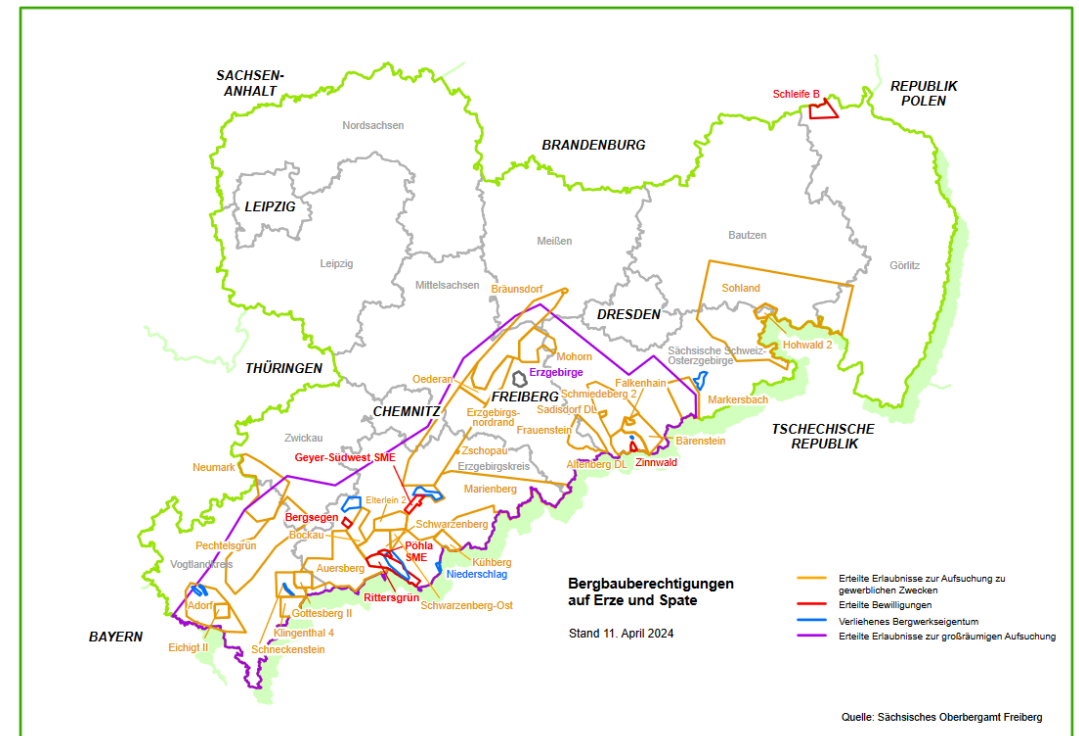 SACHSEN-
ANHALT
Schleife B
REPUBLIK
POLEN
Nordsachsen
BRANDENBURG
LEIPZIG
Meißen
Bautzen
Leipzig
Görlitz
Mittelsachsen
Bräunsdorf
Sohland
DRESDEN
Hohwald 2
Mohorn
Sächsische Schweiz-
Osterzgebirge
THÜRINGEN
Erzgebirge
Oederan
Falkenhain
Schmiedeberg 2
FREIBERG
Markersbach
CHEMNITZ
Sadisdorf DL
Erzgebirgs-
nordrand
Frauenstein
TSCHECHISCHE
REPUBLIK
Zwickau
Bärenstein
Zschopau
Geyer-Südwest SME
Altenberg DL
Zinnwald
Neumark
Erzgebirgskreis
Marienberg
Elterlein 2
Bergsegen
Schwarzenberg
Bockau
Pechtelsgrün
Pöhla
SME
Vogtlandkreis
Auersberg
Kühberg
Niederschlag
Rittersgrün
Schwarzenberg-Ost
Adorf
Gottesberg II
BAYERN
Klingenthal 4
Eichigt II
Schneckenstein
Bergbauberechtigungen
auf Erze und Spate
Stand 11. April 2024
Erteilte Erlaubnisse zur Aufsuchung zu
gewerblichen Zwecken
Erteilte Bewilligungen
Verliehenes Bergwerkseigentum
Erteilte Erlaubnisse zur großräumigen Aufsuchung
Quelle: Sächsisches Oberbergamt Freiberg